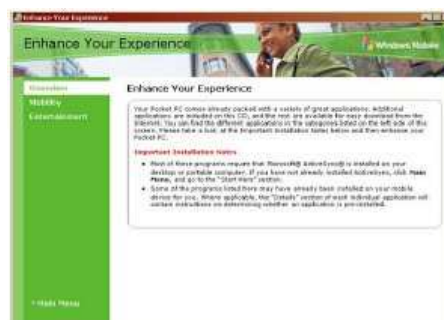 Enhance Your Experience
Enhance Your Experience
Windows Mobile
Overview
Mobility
Entertainment
Enhance Your Experience
Your Pocket PC comes already packed with a variety of great applications. Additional
applications are included on this CD, and the rest are available for easy download from the
internet. You can find the different applications in the categories listed on the left side of the
screen. Please take a look at the Important Installation Notes below and then enhance your
Pocket PC.
Important Installation Notes
• Most of these programs require that Microsoft® ActiveSync® is installed on your
desktop or portable computer. If you have not already installed ActiveSync, click Main
Menu, and go to the "Start Here" section.
• Some of the programs listed here may have already been installed on your mobile
device for you. Where applicable, the "Details" section of each individual application will
contain instructions on determining whether an application is pre-installed.
Main Menu